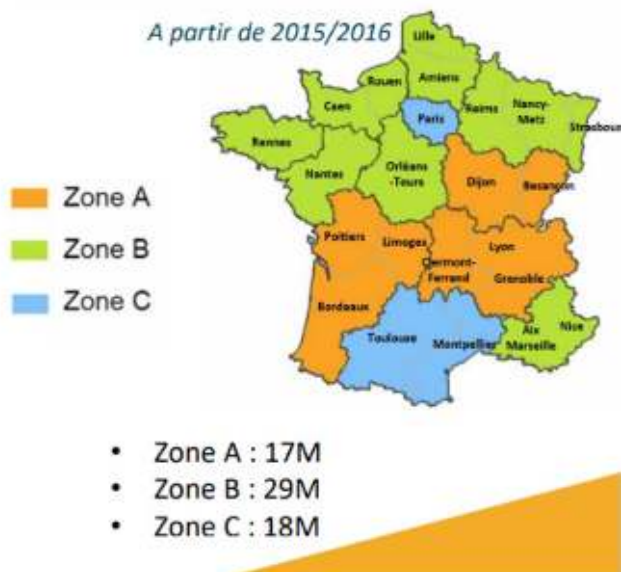 A partir de 2015/2016
Lille
Rouen
Amiens
Caen
Paris
Reims
Nancy-
Metz
Strasbour
Rennes
Nantes
Orléans
-Tours
Dijon
Besançon
Zone A
Zone B
Zone C
Poitiers
Limoges
Clermont-
Ferrand
Lyon
Grenoble
Bordeaux
Toulouse
Montpellier
Aix
Marseille
Nice
• Zone A : 17M
• Zone B : 29M
• Zone C : 18M